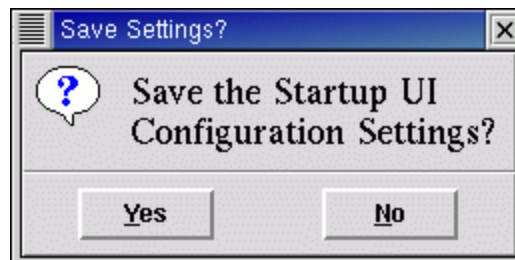 Save Settings?
?
Save the Startup UI
Configuration Settings?
Yes
No